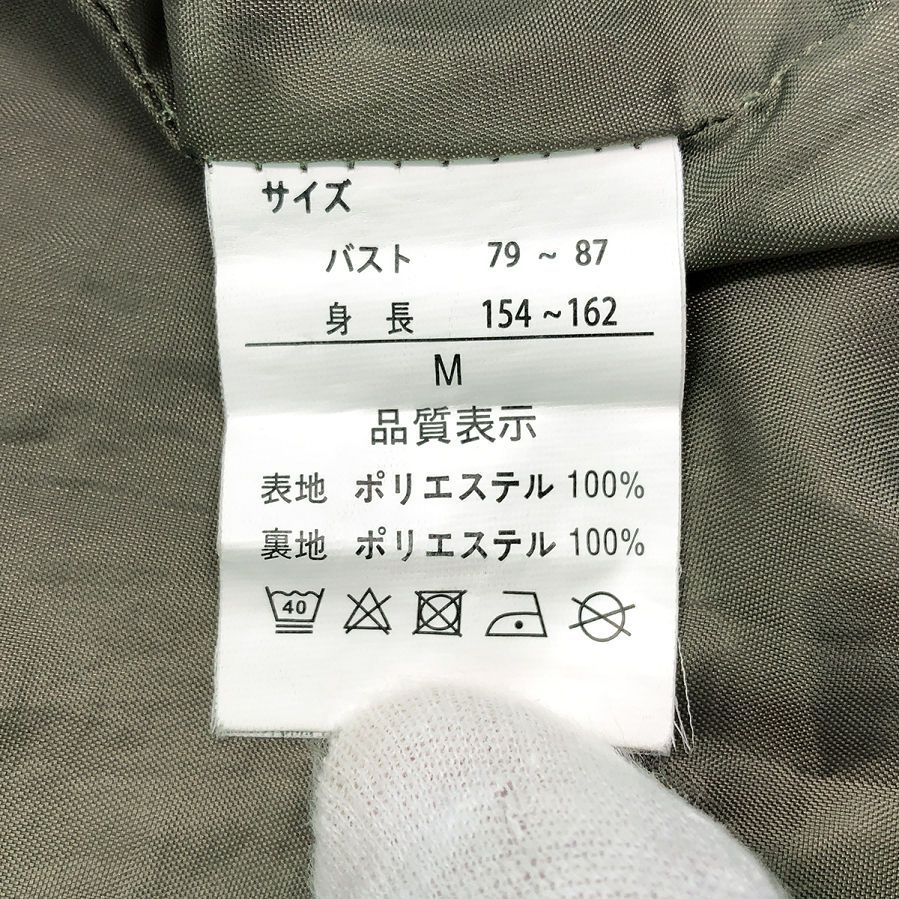 サイズ
バスト 79 ~ 87
身 長 154 ~ 162
M
品質表示
表地 ポリエステル 100%
裏地 ポリエステル 100%
40